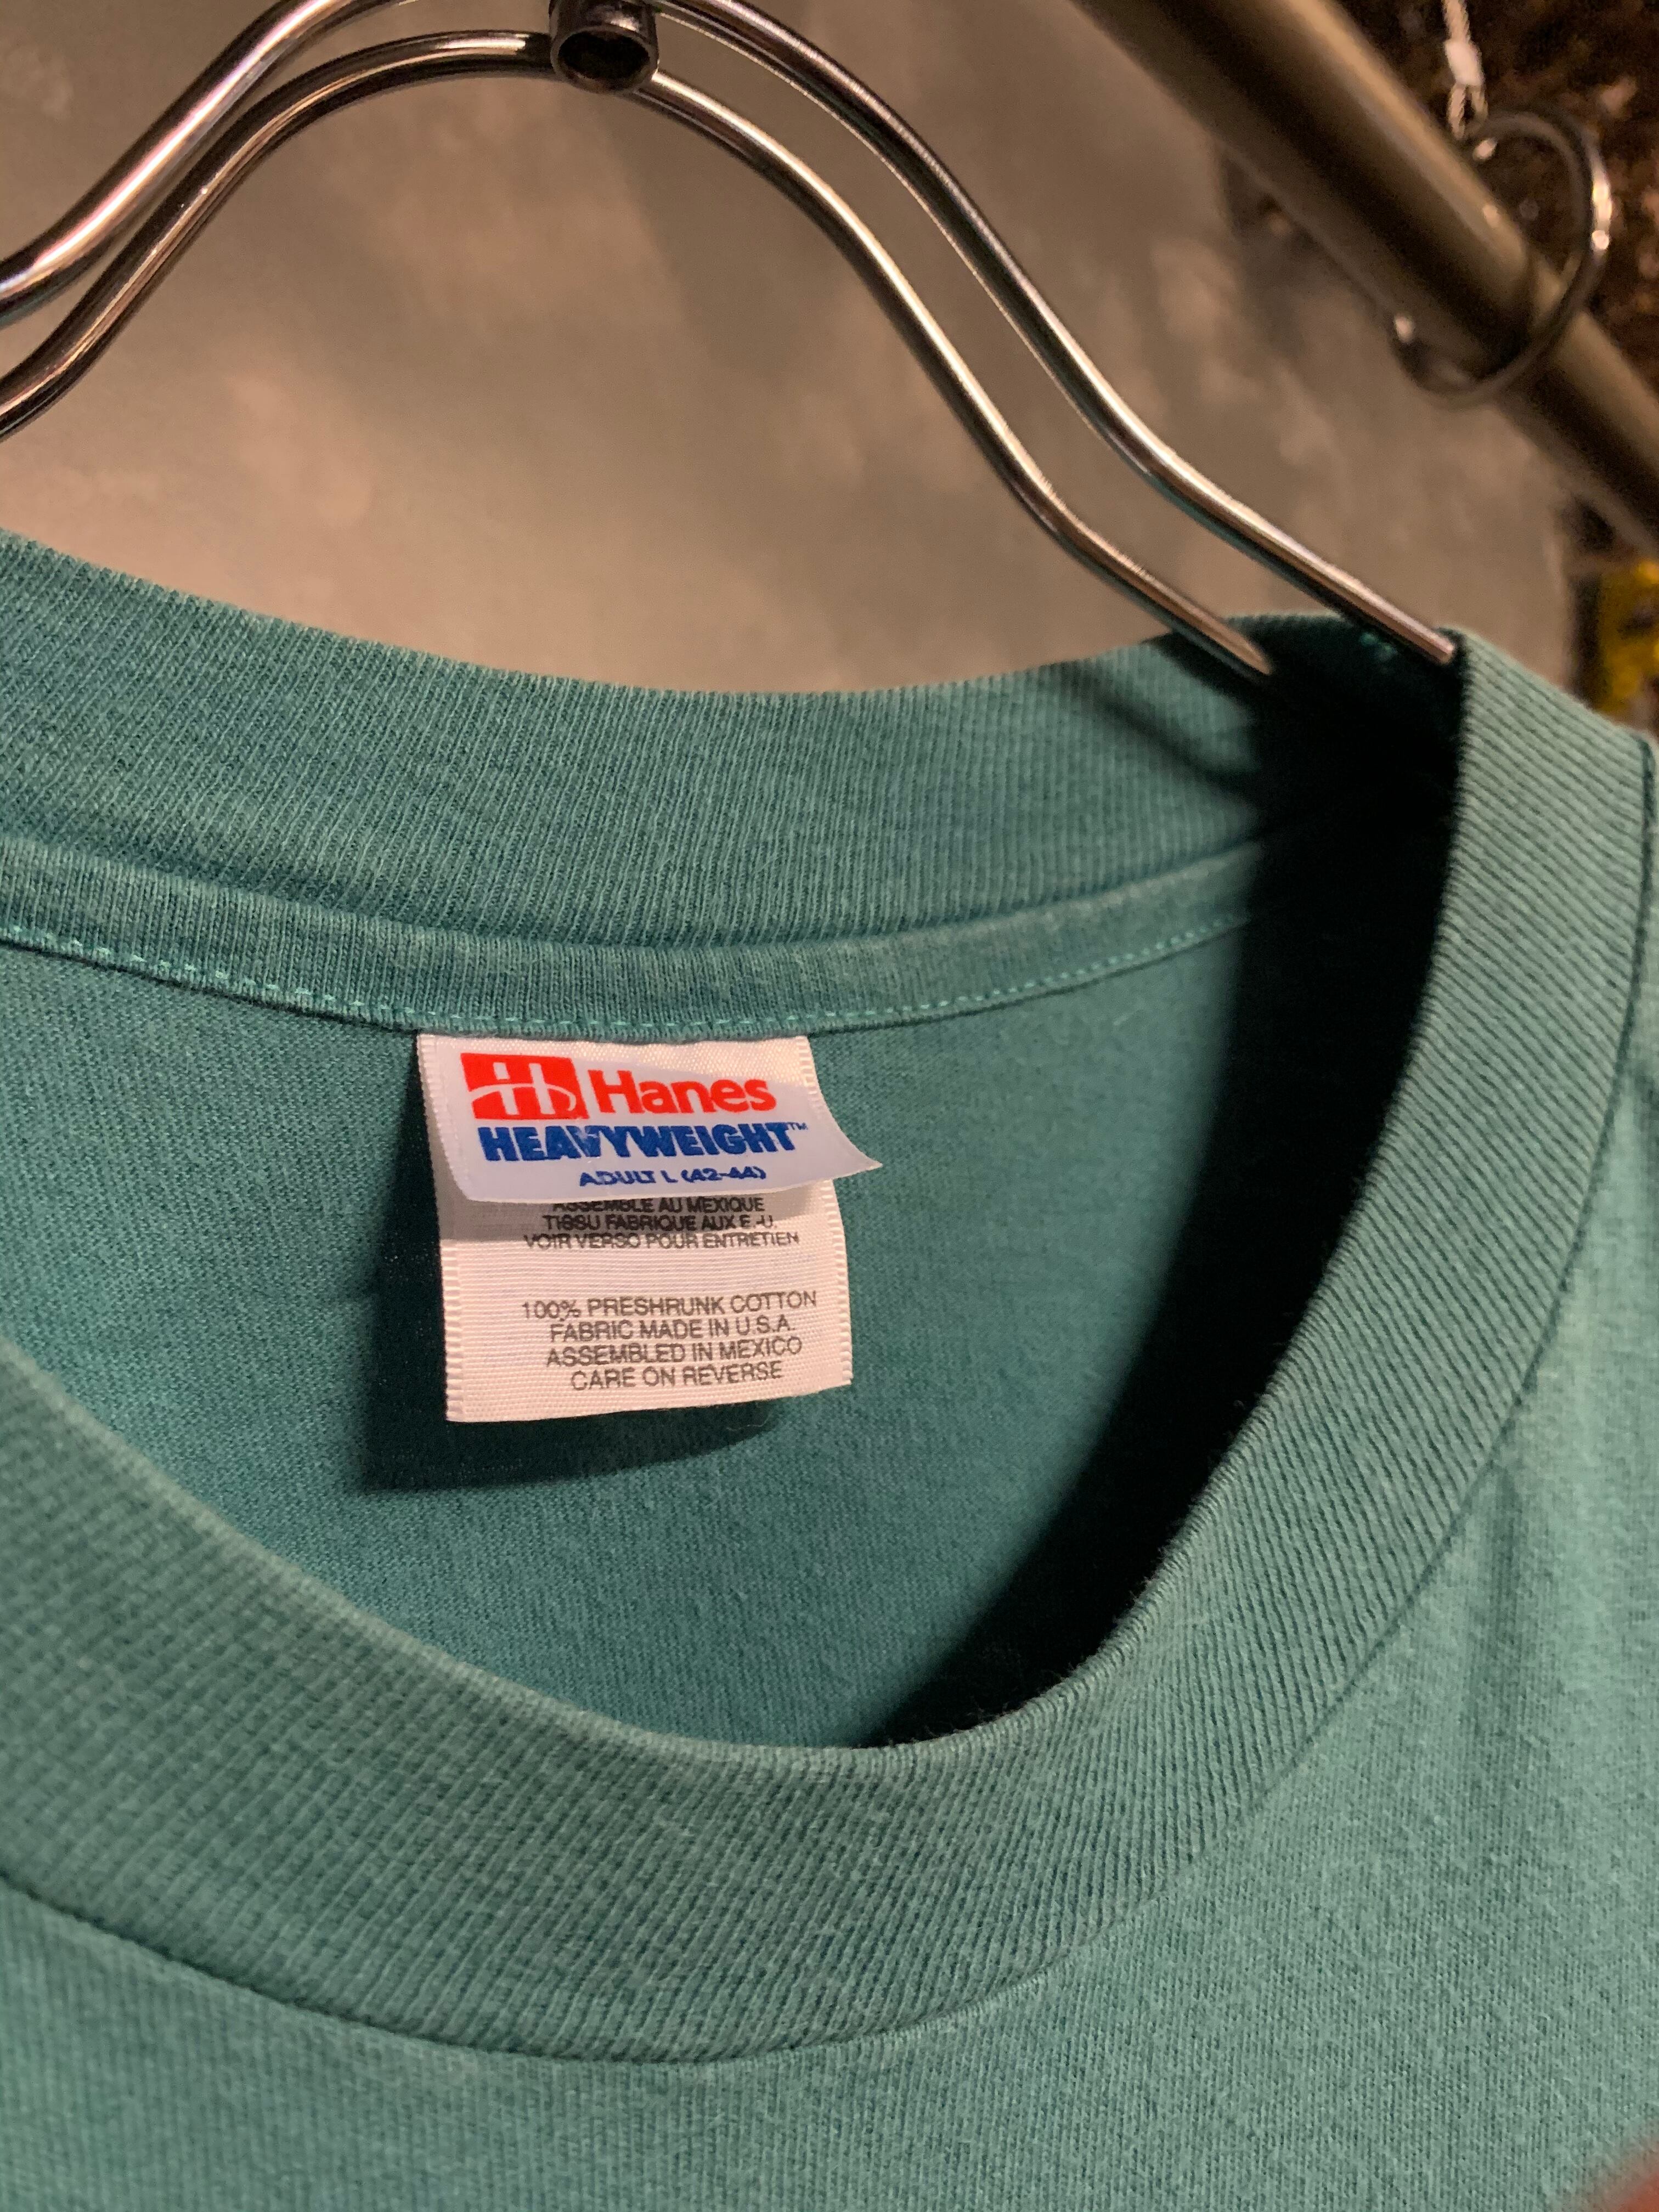 Hanes
HEAVYWEIGHT™
ADULT L (42-44)
ASSEMBLE AU MEXIQUE
TISSU FABRIQUE AUX E.-U.
VOIR VERSO POUR ENTRETIEN
100% PRESHRUNK COTTON
FABRIC MADE IN U.S.A.
ASSEMBLED IN MEXICO
CARE ON REVERSE